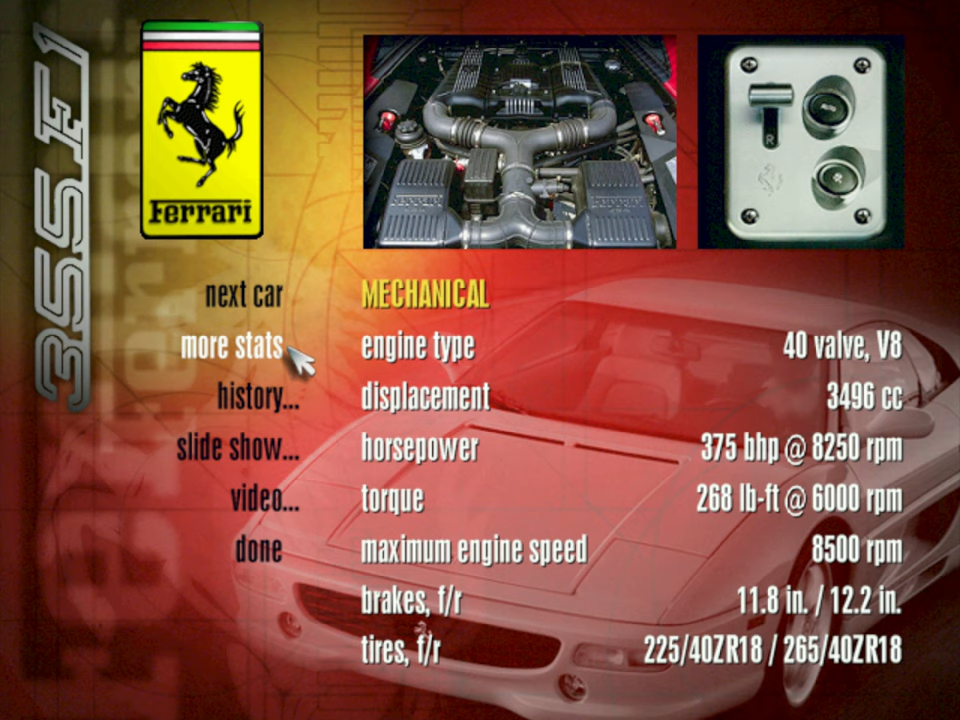 355 F1
Ferrari
R
next car
MECHANICAL
more stats
engine type
40 valve, V8
history...
displacement
3496 cc
slide show...
horsepower
375 bhp @ 8250 rpm
video...
torque
268 lb-ft @ 6000 rpm
done
maximum engine speed
8500 rpm
brakes, f/r
11.8 in. / 12.2 in.
tires, f/r
225/40ZR18 / 265/40ZR18